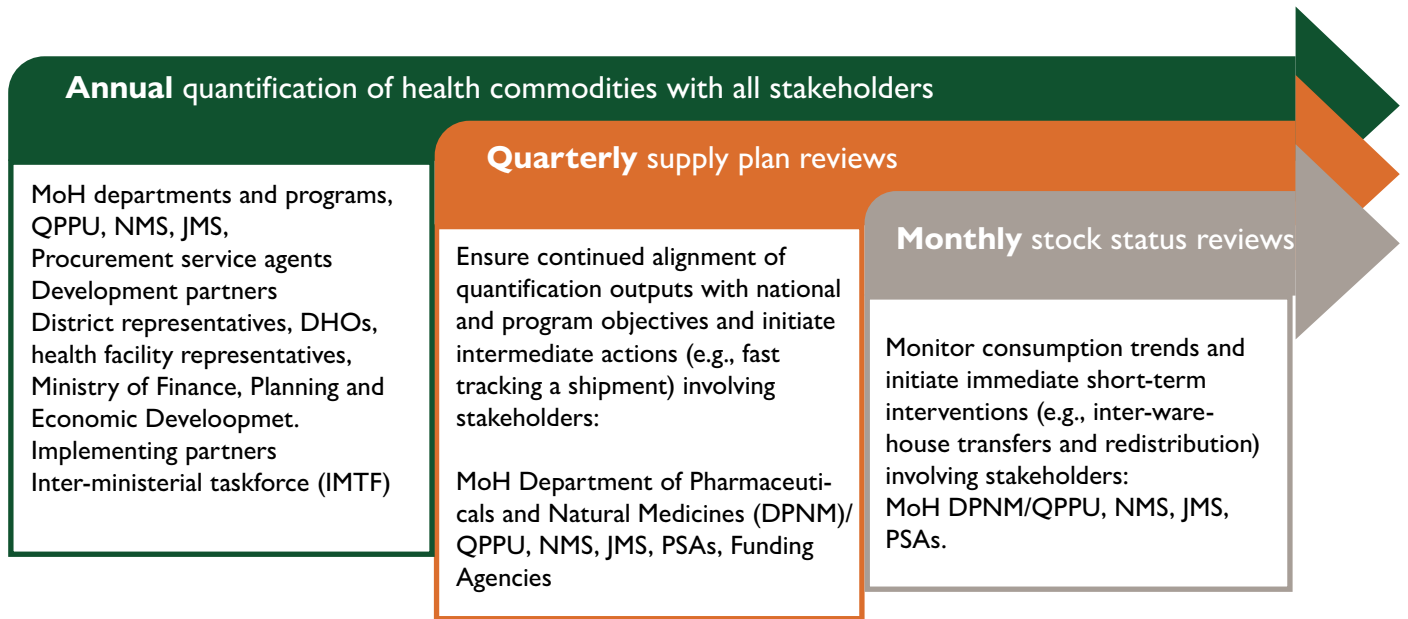 Annual quantification of health commodities with all stakeholders
MoH departments and programs,
QPPU, NMS, JMS,
Procurement service agents
Development partners
District representatives, DHOs,
health facility representatives,
Ministry of Finance, Planning and
Economic Develoopmet.
Implementing partners
Inter-ministerial taskforce (IMTF)
Quarterly supply plan reviews
Ensure continued alignment of
quantification outputs with national
and program objectives and initiate
intermediate actions (e.g., fast
tracking a shipment) involving
stakeholders:
MoH Department of Pharmaceuti-
cals and Natural Medicines (DPNM)/
QPPU, NMS, JMS, PSAs, Funding
Agencies
Monthly stock status reviews
Monitor consumption trends and
initiate immediate short-term
interventions (e.g., inter-ware-
house transfers and redistribution)
involving stakeholders:
MoH DPNM/QPPU, NMS, JMS,
PSAs.